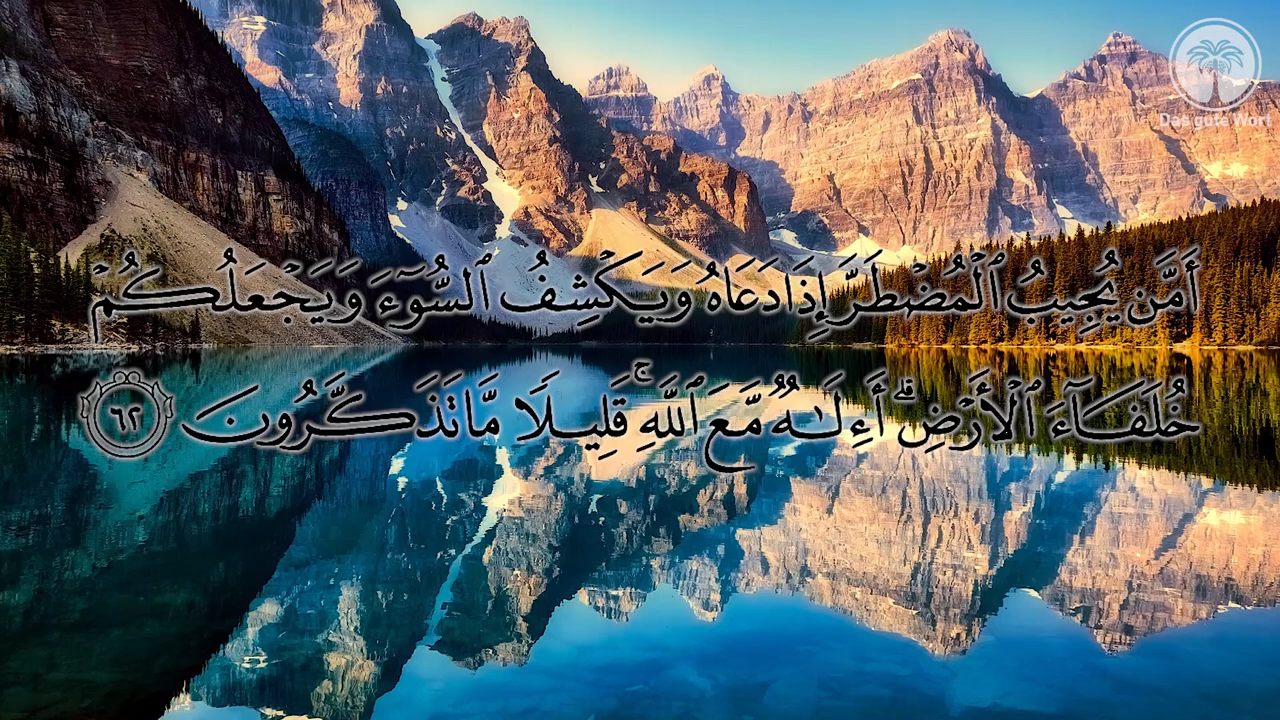 Das gute Wort
أَمَّن يُجِيبُ ٱلْمُضْطَرَّ إِذَا دَعَاهُ وَيَكْشِفُ ٱلسُّوٓءَ وَيَجْعَلُكُمْ
خُلَفَآءَ ٱلْأَرْضِ ۗ أَءِلَـٰهٌ مَّعَ ٱللَّهِ ۚ قَلِيلًا مَّا تَذَكَّرُونَ ٦٢